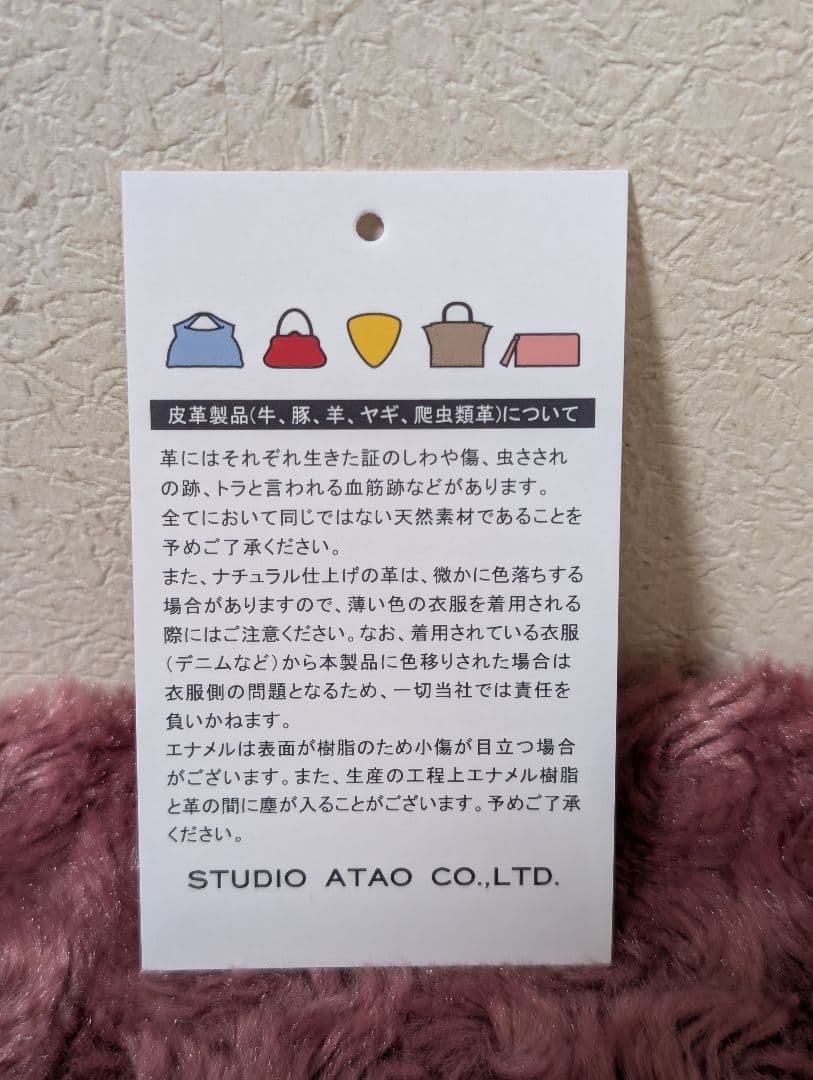 皮革製品(牛、豚、羊、ヤギ、爬虫類革)について
革にはそれぞれ生きた証のしわや傷、虫さされ
の跡、トラと言われる血筋跡などがあります。
全てにおいて同じではない天然素材であることを
予めご了承ください。
また、ナチュラル仕上げの革は、微かに色落ちする
場合がありますので、薄い色の衣服を着用される
際にはご注意ください。なお、着用されている衣服
(デニムなど)から本製品に色移りされた場合は
衣服側の問題となるため、一切当社では責任を
負いかねます。
エナメルは表面が樹脂のため小傷が目立つ場合
がございます。また、生産の工程上エナメル樹脂
と革の間に塵が入ることがございます。予めご了承
ください。
STUDIO ATAO CO.,LTD.